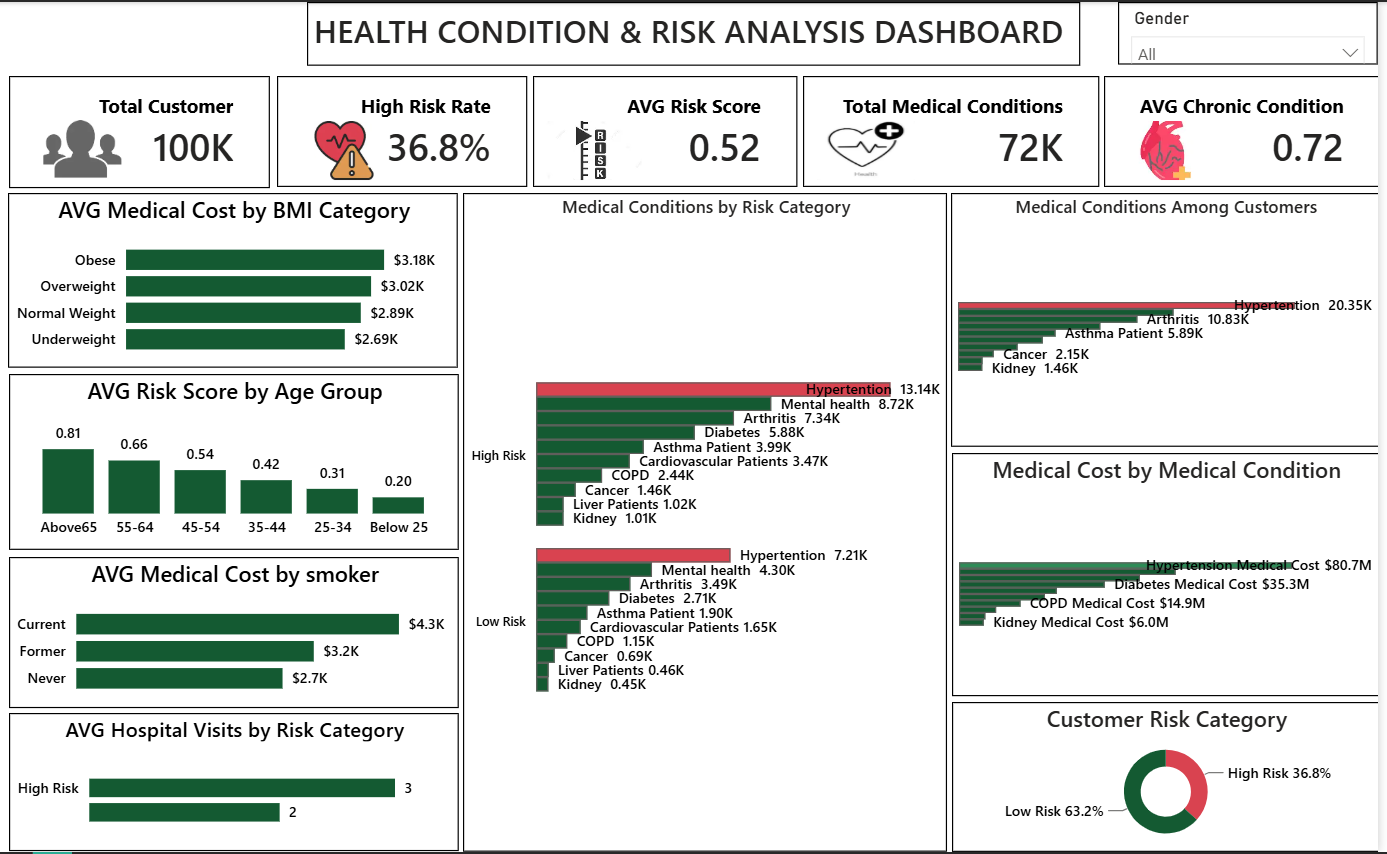 HEALTH CONDITION & RISK ANALYSIS DASHBOARD
Gender
All
Total Customer
100K
High Risk Rate
36.8%
AVG Risk Score
RISK
0.52
Total Medical Conditions
Health
72K
AVG Chronic Condition
0.72
AVG Medical Cost by BMI Category
Obese $3.18K
Overweight $3.02K
Normal Weight $2.89K
Underweight $2.69K
AVG Risk Score by Age Group
0.81 0.66 0.54 0.42 0.31 0.20
Above65 55-64 45-54 35-44 25-34 Below 25
AVG Medical Cost by smoker
Current $4.3K
Former $3.2K
Never $2.7K
AVG Hospital Visits by Risk Category
High Risk 3
2
Medical Conditions by Risk Category
High Risk
Hypertention 13.14K
Mental health 8.72K
Arthritis 7.34K
Diabetes 5.88K
Asthma Patient 3.99K
Cardiovascular Patients 3.47K
COPD 2.44K
Cancer 1.46K
Liver Patients 1.02K
Kidney 1.01K
Low Risk
Hypertention 7.21K
Mental health 4.30K
Arthritis 3.49K
Diabetes 2.71K
Asthma Patient 1.90K
Cardiovascular Patients 1.65K
COPD 1.15K
Cancer 0.69K
Liver Patients 0.46K
Kidney 0.45K
Medical Conditions Among Customers
Hypertention 20.35K
Arthritis 10.83K
Asthma Patient 5.89K
Cancer 2.15K
Kidney 1.46K
Medical Cost by Medical Condition
Hypertension Medical Cost $80.7M
Diabetes Medical Cost $35.3M
COPD Medical Cost $14.9M
Kidney Medical Cost $6.0M
Customer Risk Category
High Risk 36.8%
Low Risk 63.2%